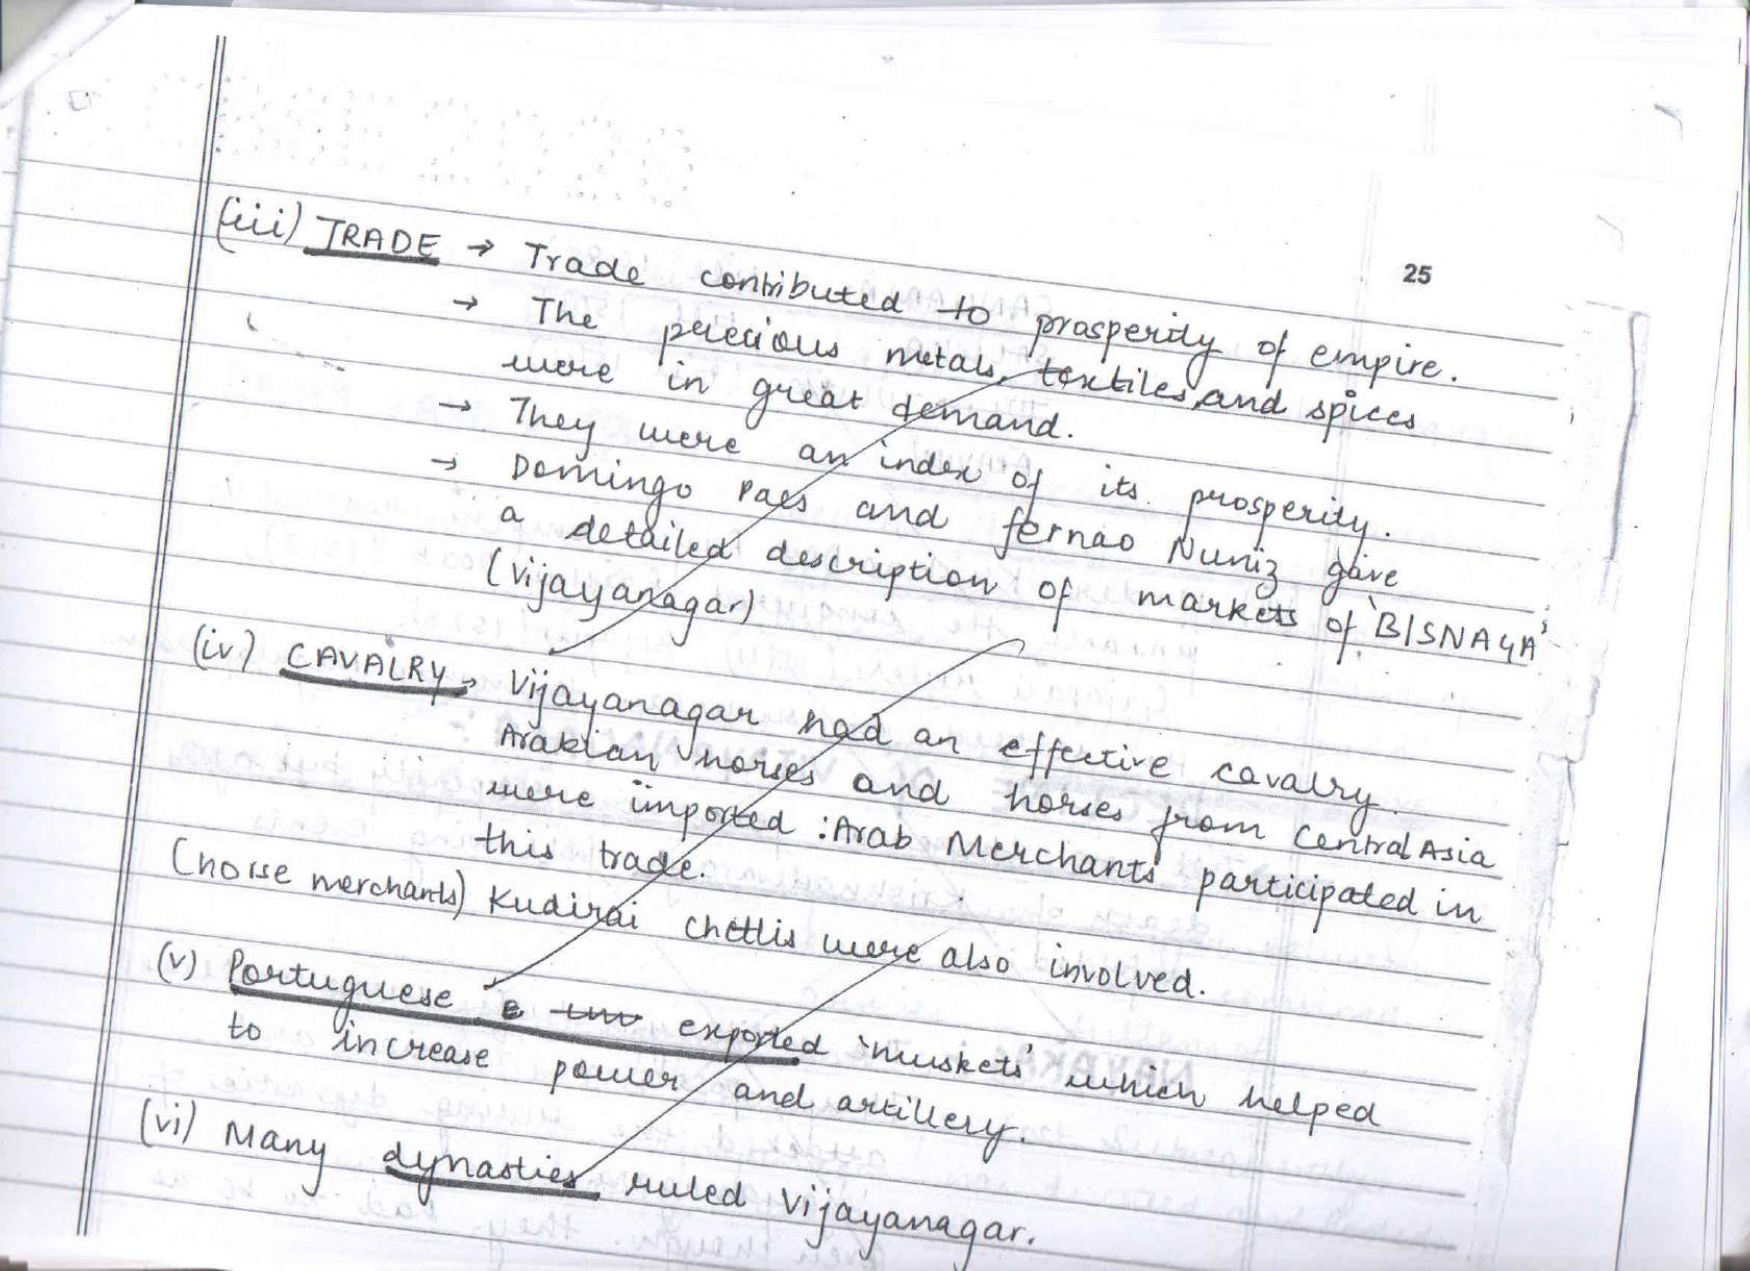 25
(iii) TRADE → Trade contributed to prosperity of empire.
→ The precious metals, textiles, and spices
were in great demand.
→ They were an index of its prosperity.
→ Domingo Paes and fernao Nuniz gave
a detailed description of markets of 'BISNAGA'
(Vijayanagar)
(iv) CAVALRY → Vijayanagar had an effective cavalry.
Arabian horses and horses from Central Asia
were imported : Arab Merchants participated in
this trade.
(horse merchants) Kudirai chettis were also involved.
(v) Portuguese exported 'muskets' which helped
to increase power and artillery.
(vi) Many dynasties ruled Vijayanagar.